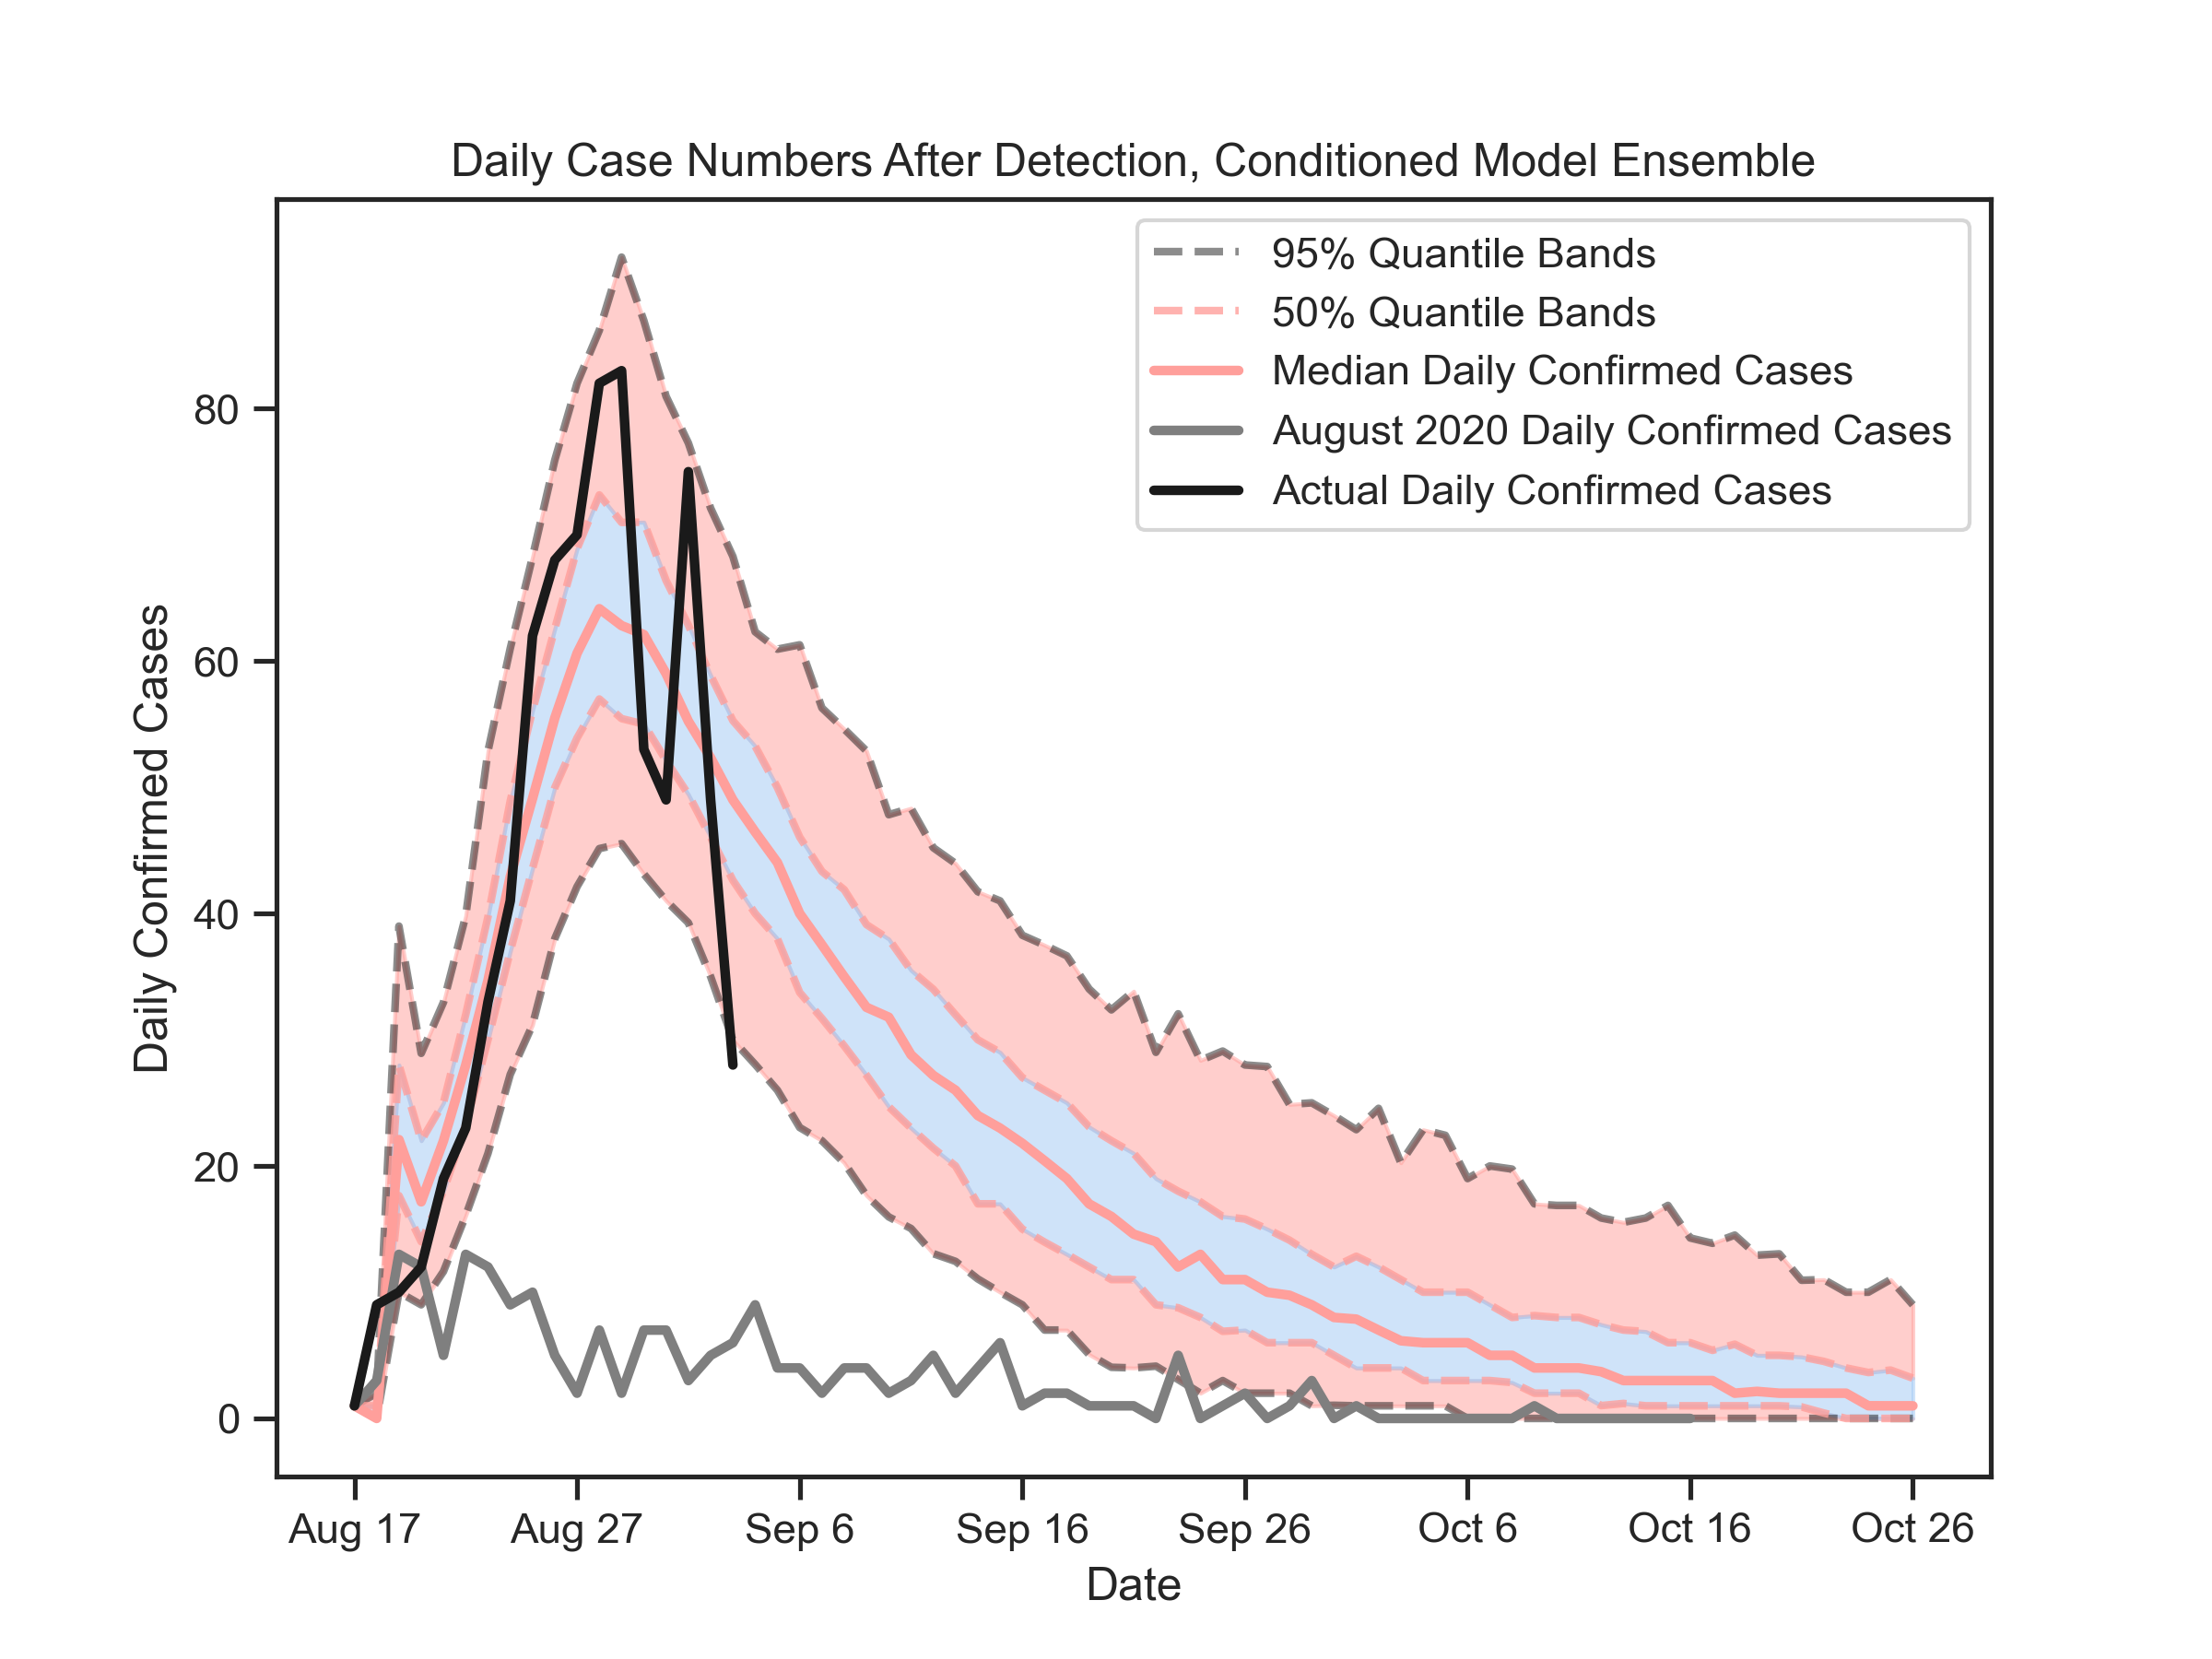 Daily Case Numbers After Detection, Conditioned Model Ensemble
95% Quantile Bands
50% Quantile Bands
Median Daily Confirmed Cases
August 2020 Daily Confirmed Cases
Actual Daily Confirmed Cases
Daily Confirmed Cases
80
60
40
20
0
Aug 17 Aug 27 Sep 6 Sep 16 Sep 26 Oct 6 Oct 16 Oct 26
Date